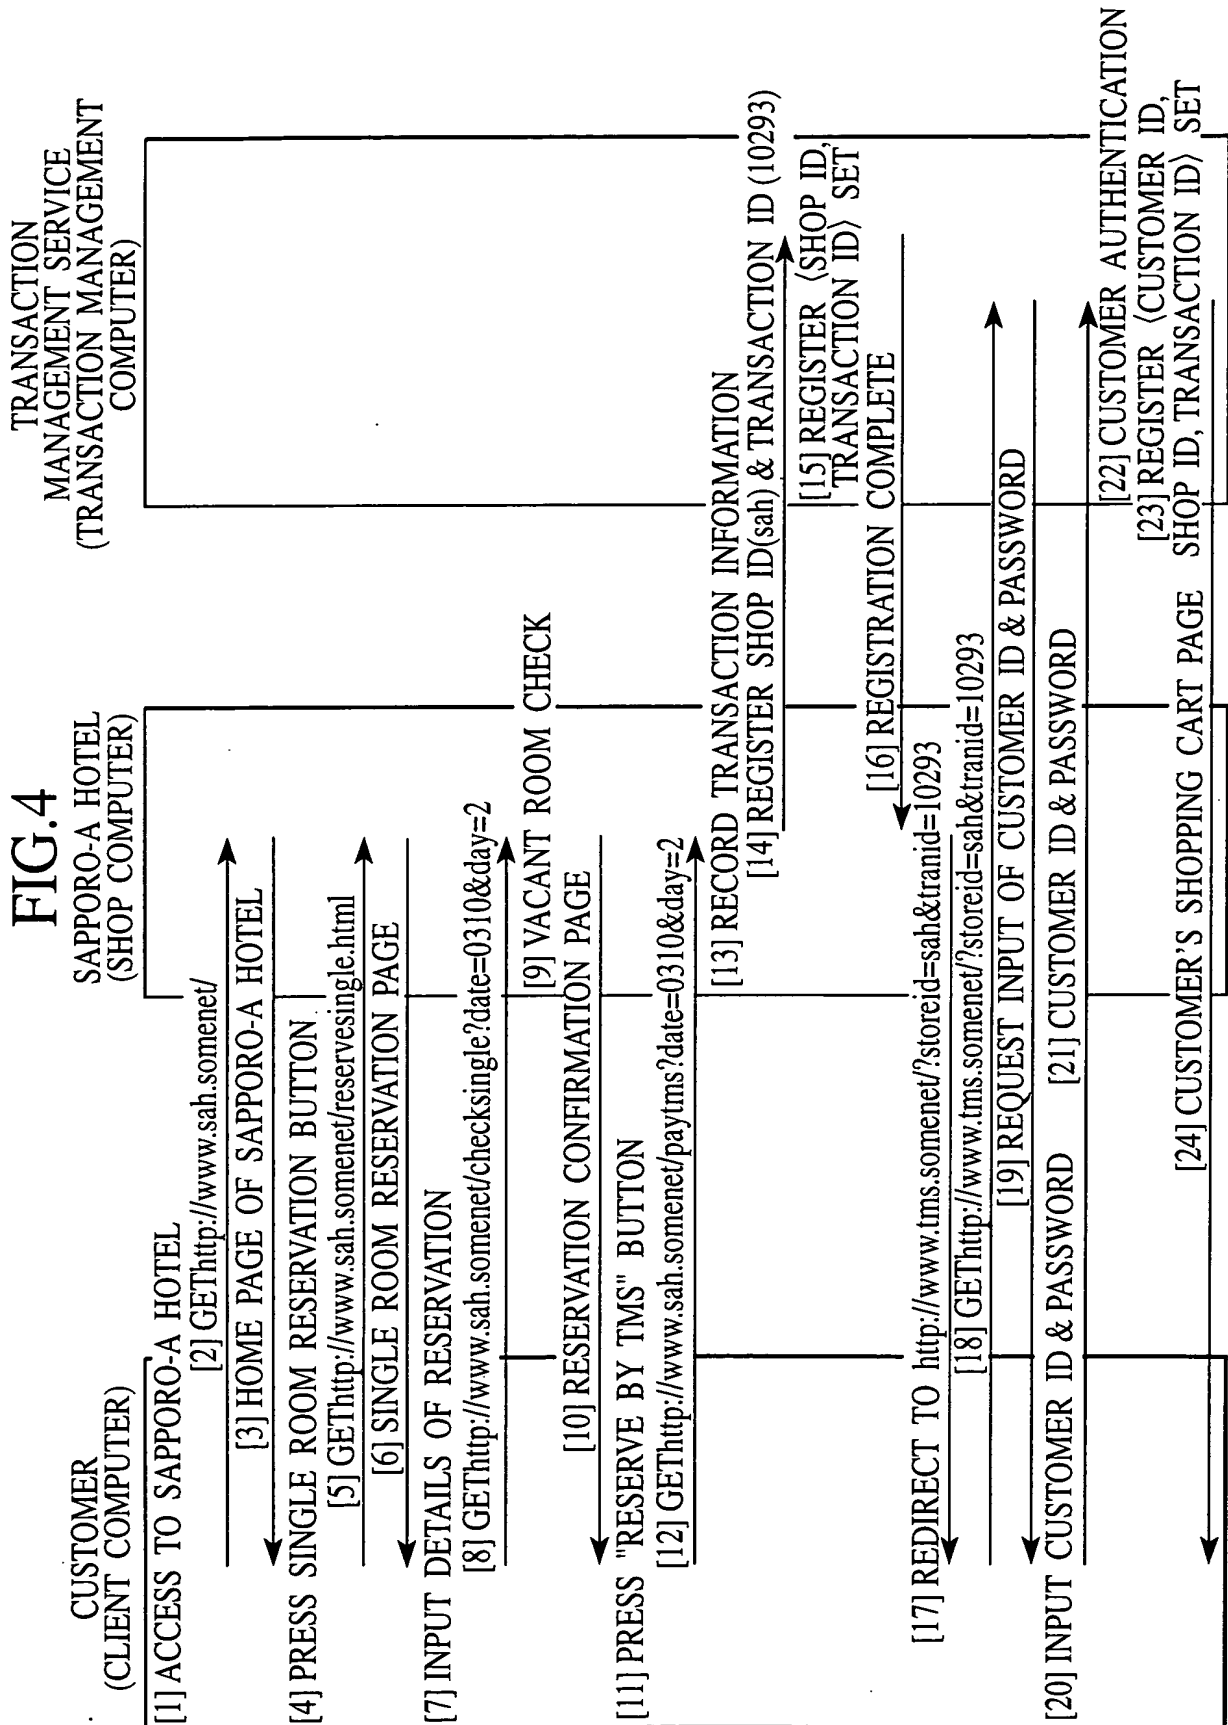 FIG.4
CUSTOMER
(CLIENT COMPUTER)
SAPPORO-A HOTEL
(SHOP COMPUTER)
TRANSACTION
MANAGEMENT SERVICE
(TRANSACTION MANAGEMENT
COMPUTER)
[1] ACCESS TO SAPPORO-A HOTEL
[2] GEThttp://www.sah.somenet/
[3] HOME PAGE OF SAPPORO-A HOTEL
[4] PRESS SINGLE ROOM RESERVATION BUTTON
[5] GEThttp://www.sah.somenet/reservesingle.html
[6] SINGLE ROOM RESERVATION PAGE
[7] INPUT DETAILS OF RESERVATION
[8] GEThttp://www.sah.somenet/checksingle?date=0310&day=2
[9] VACANT ROOM CHECK
[10] RESERVATION CONFIRMATION PAGE
[11] PRESS "RESERVE BY TMS" BUTTON
[12] GEThttp://www.sah.somenet/paytms?date=0310&day=2
[13] RECORD TRANSACTION INFORMATION
[14] REGISTER SHOP ID(sah) & TRANSACTION ID (10293)
[15] REGISTER 〈SHOP ID,
TRANSACTION ID〉 SET
[16] REGISTRATION COMPLETE
[17] REDIRECT TO http://www.tms.somenet/?storeid=sah&tranid=10293
[18] GEThttp://www.tms.somenet/?storeid=sah&tranid=10293
[19] REQUEST INPUT OF CUSTOMER ID & PASSWORD
[20] INPUT CUSTOMER ID & PASSWORD
[21] CUSTOMER ID & PASSWORD
[22] CUSTOMER AUTHENTICATION
[23] REGISTER 〈CUSTOMER ID,
SHOP ID, TRANSACTION ID〉 SET
[24] CUSTOMER'S SHOPPING CART PAGE